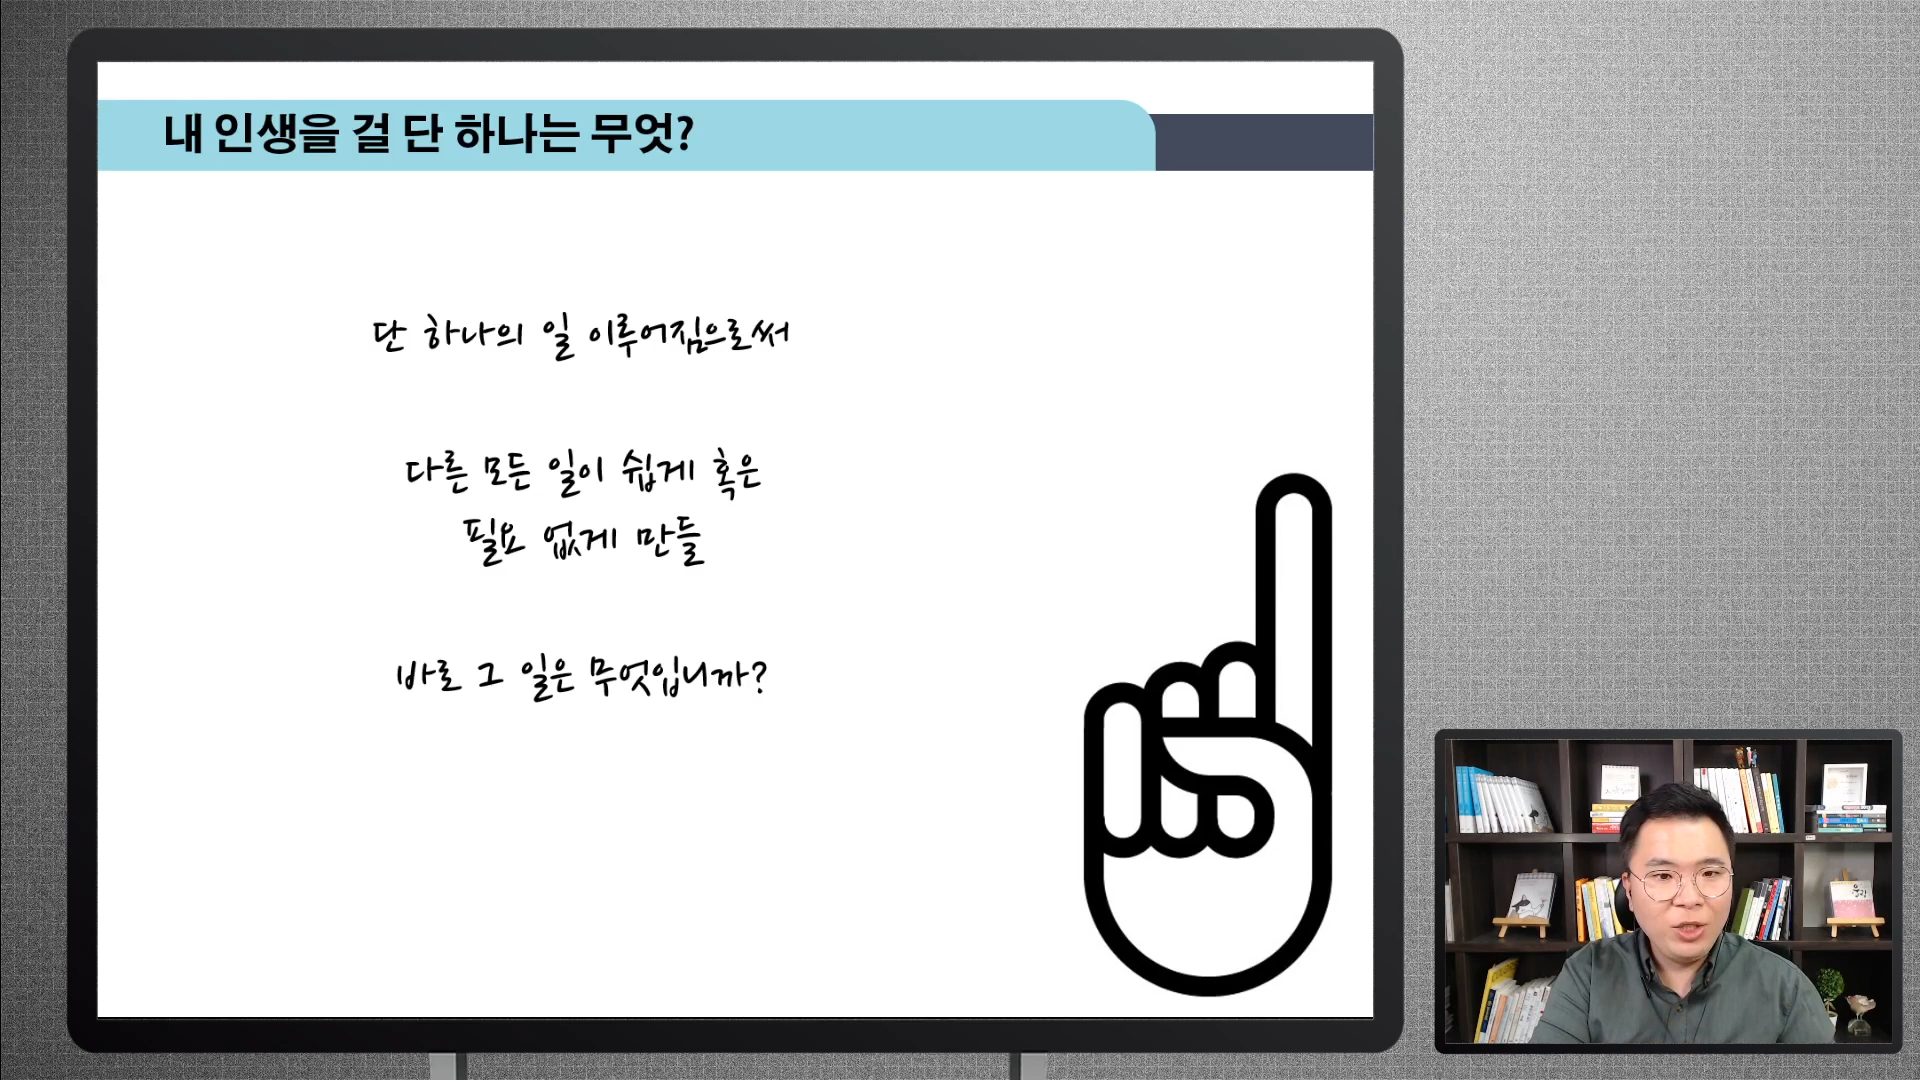 내 인생을 걸 단 하나는 무엇?
단 하나의 일 이루어짐으로써
다른 모든 일이 쉽게 혹은
필요 없게 만들
바로 그 일은 무엇입니까?